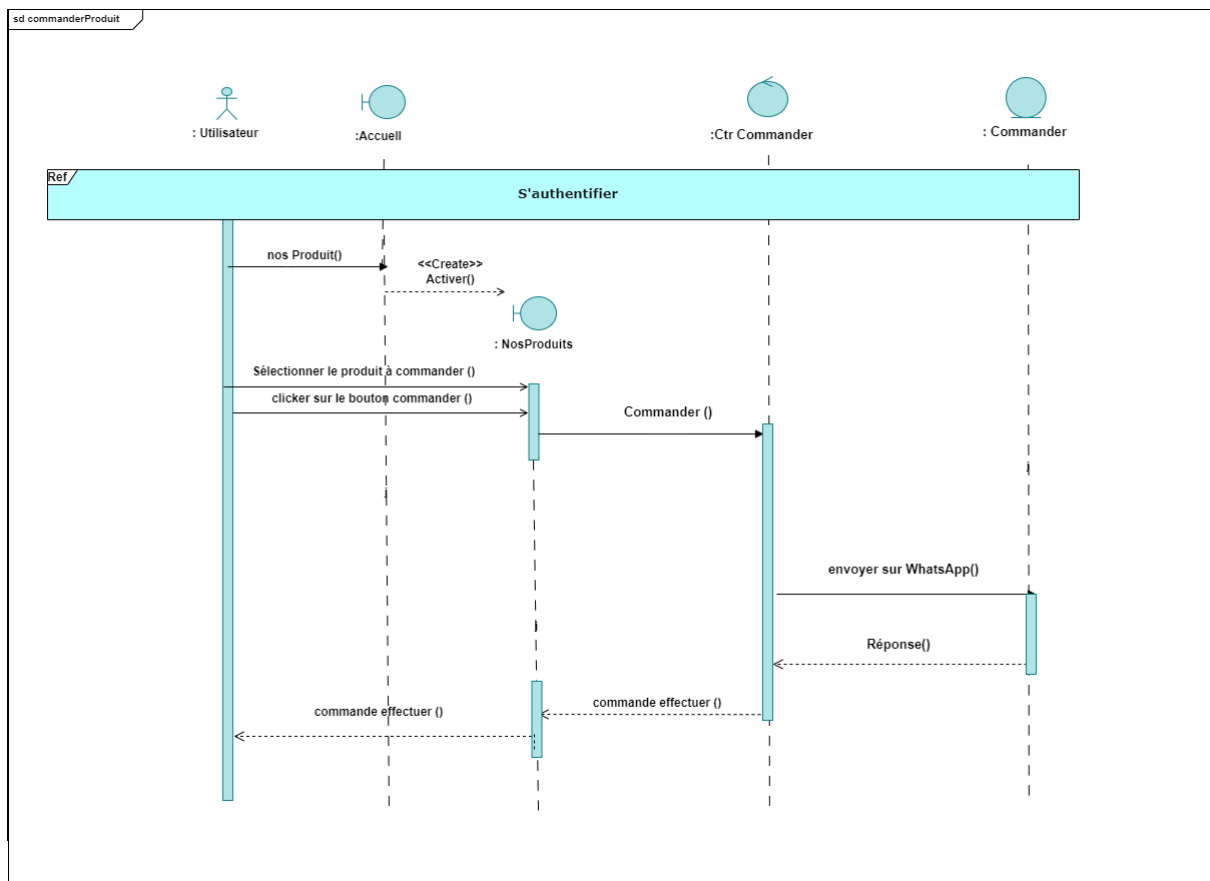 sd commanderProduit
: Utilisateur
:Accuell
:Ctr Commander
: Commander
Ref
S'authentifier
nos Produit()
<<Create>>
Activer()
: NosProduits
Sélectionner le produit à commander ()
clicker sur le bouton commander ()
Commander ()
envoyer sur WhatsApp()
Réponse()
commande effectuer ()
commande effectuer ()